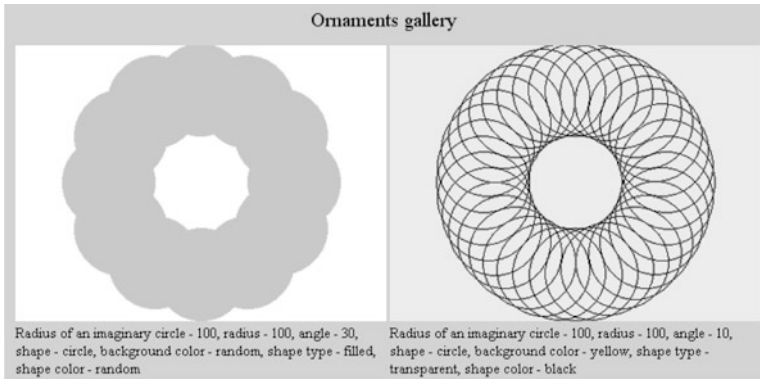 Ornaments gallery
Radius of an imaginary circle - 100, radius - 100, angle - 30,
shape - circle, background color - random, shape type - filled,
shape color - random
Radius of an imaginary circle - 100, radius - 100, angle - 10,
shape - circle, background color - yellow, shape type -
transparent, shape color - black